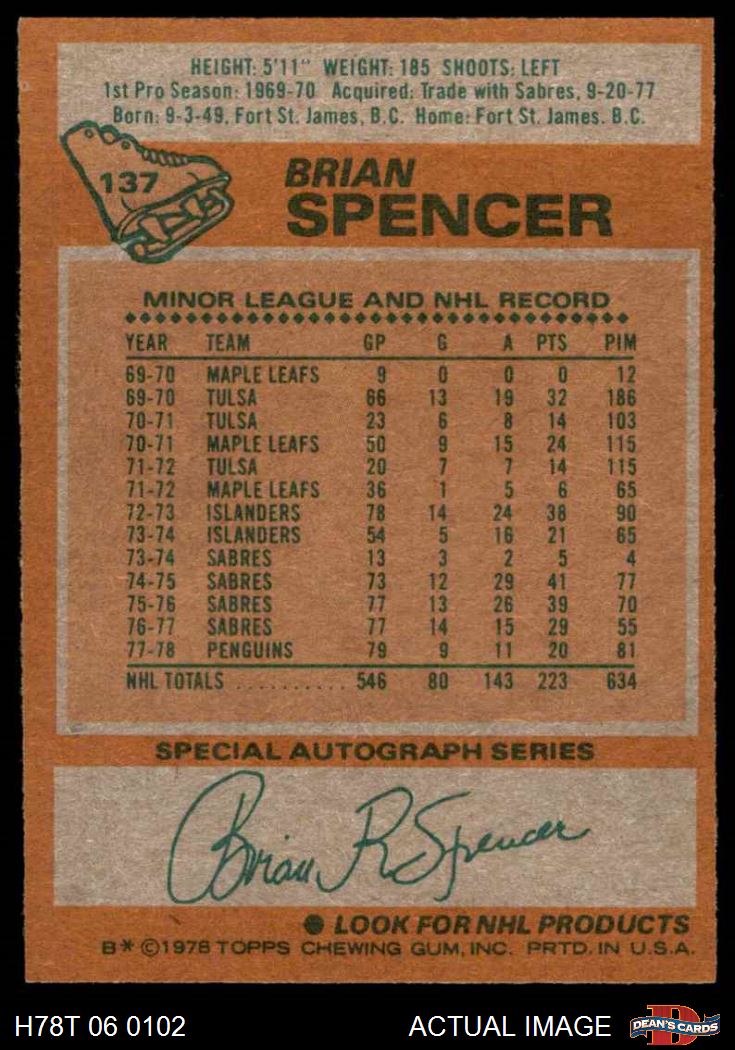 HEIGHT: 5'11" WEIGHT: 185 SHOOTS: LEFT
1st Pro Season: 1969-70 Acquired: Trade with Sabres, 9-20-77
Born: 9-3-49, Fort St. James, B.C. Home: Fort St. James. B.C.
137
BRIAN
SPENCER
MINOR LEAGUE AND NHL RECORD
YEAR TEAM GP G A PTS PIM
69-70 MAPLE LEAFS 9 0 0 0 12
69-70 TULSA 66 13 19 32 186
70-71 TULSA 23 6 8 14 103
70-71 MAPLE LEAFS 50 9 15 24 115
71-72 TULSA 20 7 7 14 115
71-72 MAPLE LEAFS 36 1 5 6 65
72-73 ISLANDERS 78 14 24 38 90
73-74 ISLANDERS 54 5 16 21 65
73-74 SABRES 13 3 2 5 4
74-75 SABRES 73 12 29 41 77
75-76 SABRES 77 13 26 39 70
76-77 SABRES 77 14 15 29 55
77-78 PENGUINS 79 9 11 20 81
NHL TOTALS .......... 546 80 143 223 634
SPECIAL AUTOGRAPH SERIES
Brian R Spencer
● LOOK FOR NHL PRODUCTS
B* ©1978 TOPPS CHEWING GUM, INC. PRTD. IN U.S.A.
H78T 06 0102 ACTUAL IMAGE D DEAN'S CARDS